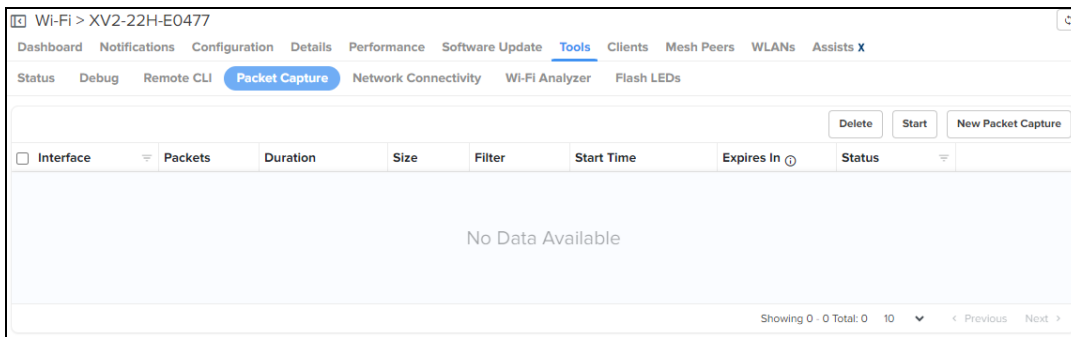 Wi-Fi > XV2-22H-E0477
Dashboard Notifications Configuration Details Performance Software Update Tools Clients Mesh Peers WLANs Assists X
Status Debug Remote CLI Packet Capture Network Connectivity Wi-Fi Analyzer Flash LEDs
Delete Start New Packet Capture
Interface Packets Duration Size Filter Start Time Expires In Status
No Data Available
Showing 0 - 0 Total: 0 10 < Previous Next >